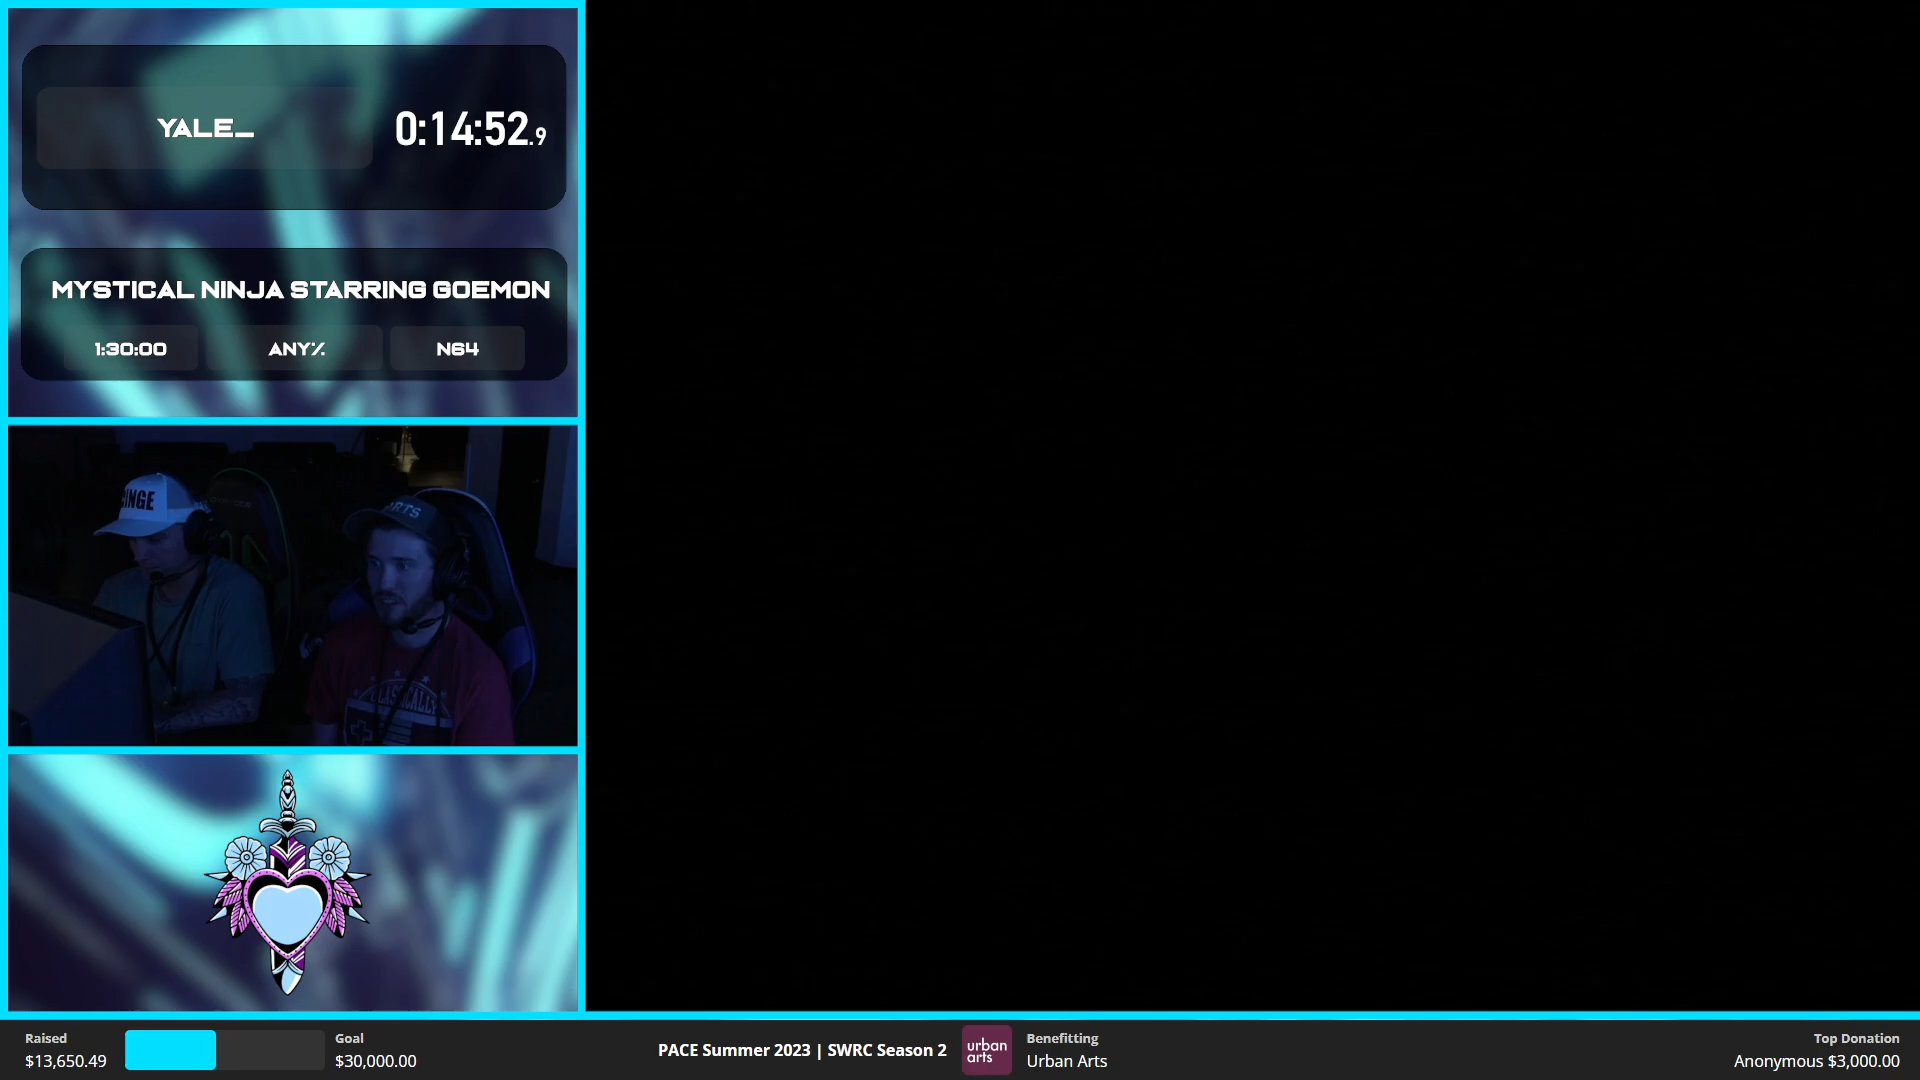 YALE_
0:14:52.9
MYSTICAL NINJA STARRING GOEMON
1:30:00
ANY%
N64
INGE
RTS
CLASSICALLY
Raised
$13,650.49
Goal
$30,000.00
PACE Summer 2023 | SWRC Season 2
urban
arts
Benefitting
Urban Arts
Top Donation
Anonymous $3,000.00